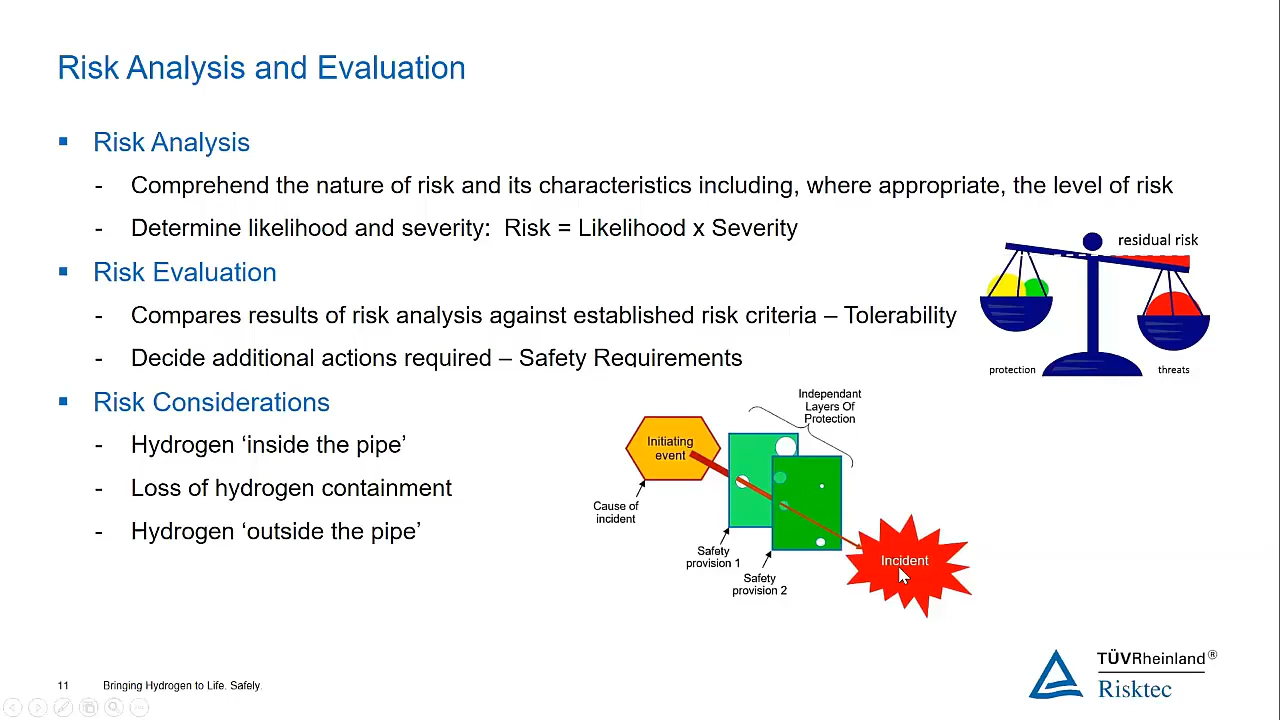 Risk Analysis and Evaluation
▪ Risk Analysis
- Comprehend the nature of risk and its characteristics including, where appropriate, the level of risk
- Determine likelihood and severity: Risk = Likelihood x Severity
▪ Risk Evaluation
- Compares results of risk analysis against established risk criteria – Tolerability
- Decide additional actions required – Safety Requirements
▪ Risk Considerations
- Hydrogen ‘inside the pipe’
- Loss of hydrogen containment
- Hydrogen ‘outside the pipe’
residual risk
protection
threats
Independant
Layers Of
Protection
Initiating
event
Cause of
incident
Safety
provision 1
Safety
provision 2
Incident
11
Bringing Hydrogen to Life. Safely.
TÜVRheinland®
Risktec